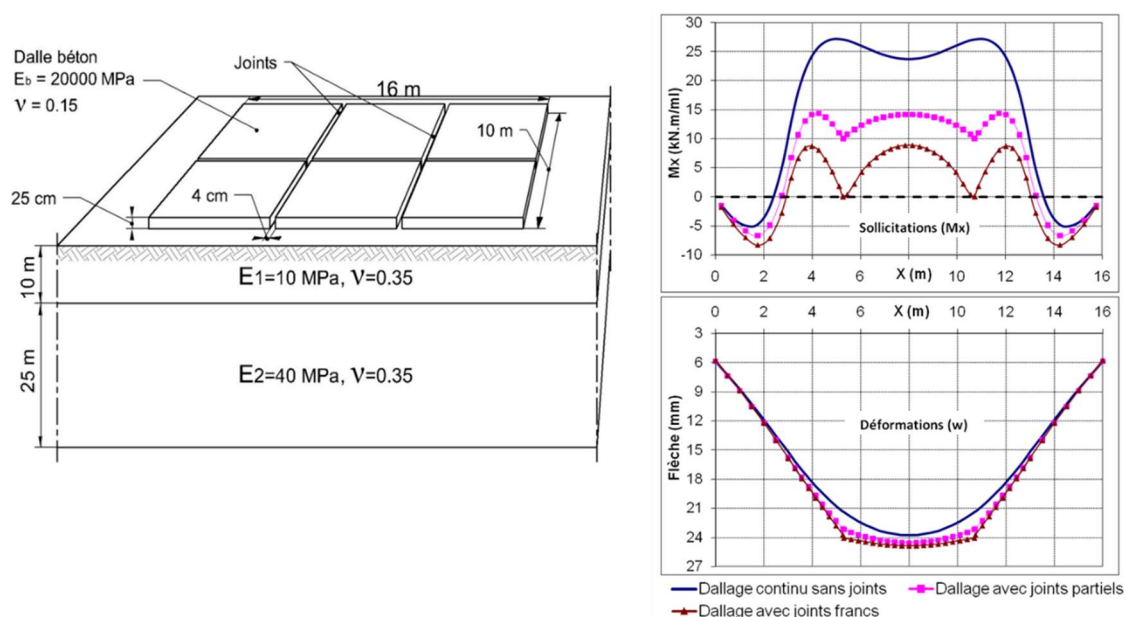 Dalle béton
Eb = 20000 MPa
ν = 0.15
Joints
16 m
10 m
25 cm
4 cm
10 m
E1=10 MPa, ν=0.35
25 m
E2=40 MPa, ν=0.35
30
25
20
15
10
5
0
-5
-10
Mx (kN.m/ml)
Sollicitations (Mx)
0 2 4 6 8 10 12 14 16
X (m)
0 2 4 6 X (m) 10 12 14 16
3
6
9
12
15
18
21
24
27
Flèche (mm)
Déformations (w)
Dallage continu sans joints
Dallage avec joints partiels
Dallage avec joints francs